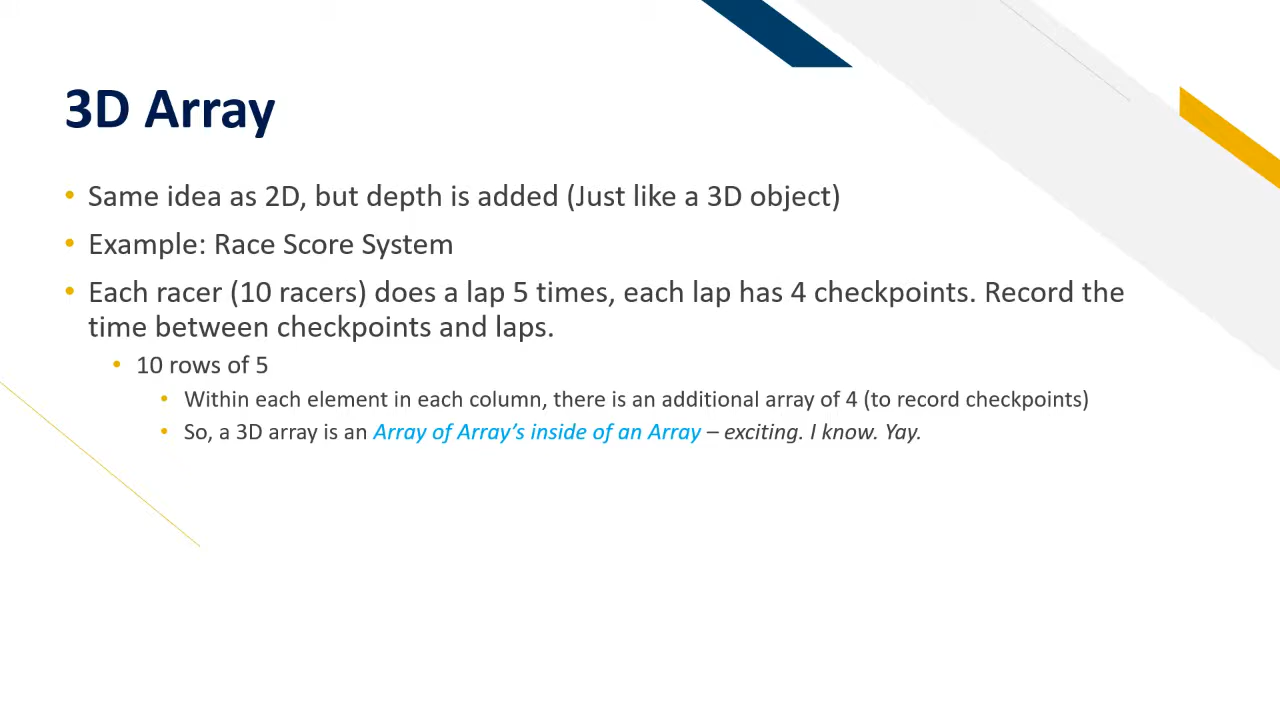 3D Array
• Same idea as 2D, but depth is added (Just like a 3D object)
• Example: Race Score System
• Each racer (10 racers) does a lap 5 times, each lap has 4 checkpoints. Record the
time between checkpoints and laps.
• 10 rows of 5
• Within each element in each column, there is an additional array of 4 (to record checkpoints)
• So, a 3D array is an Array of Array’s inside of an Array – exciting. I know. Yay.